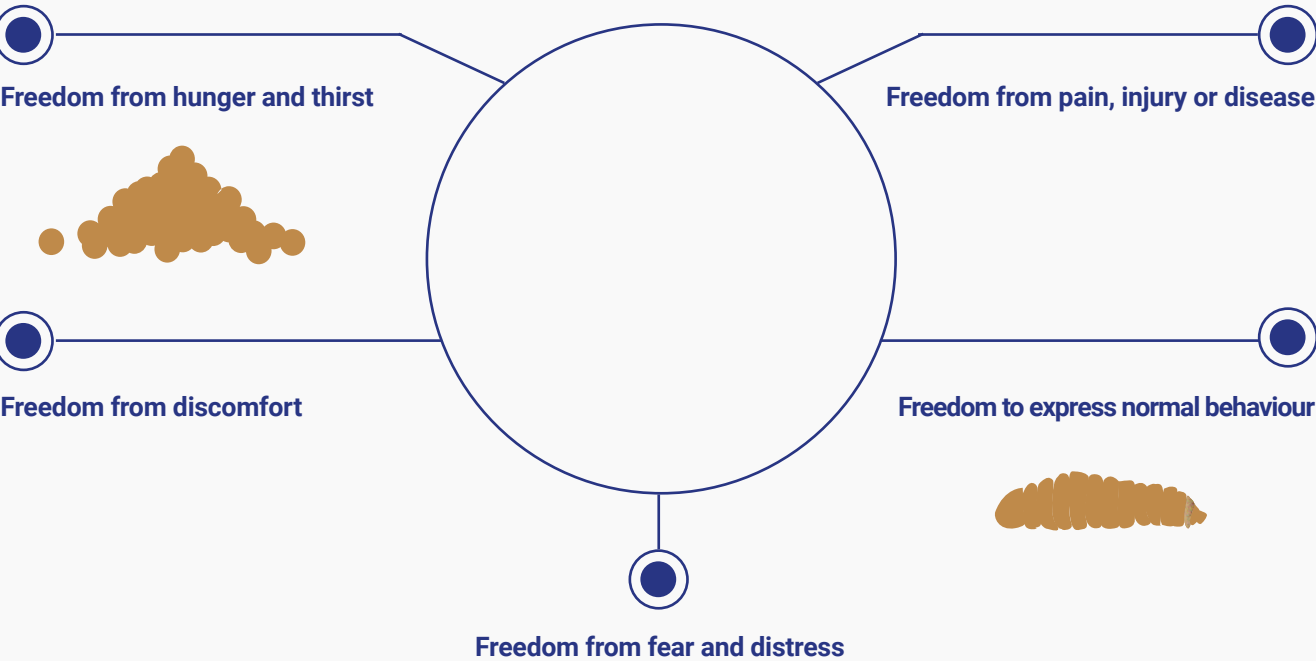 Freedom from hunger and thirst
Freedom from pain, injury or disease
Freedom from discomfort
Freedom to express normal behaviour
Freedom from fear and distress